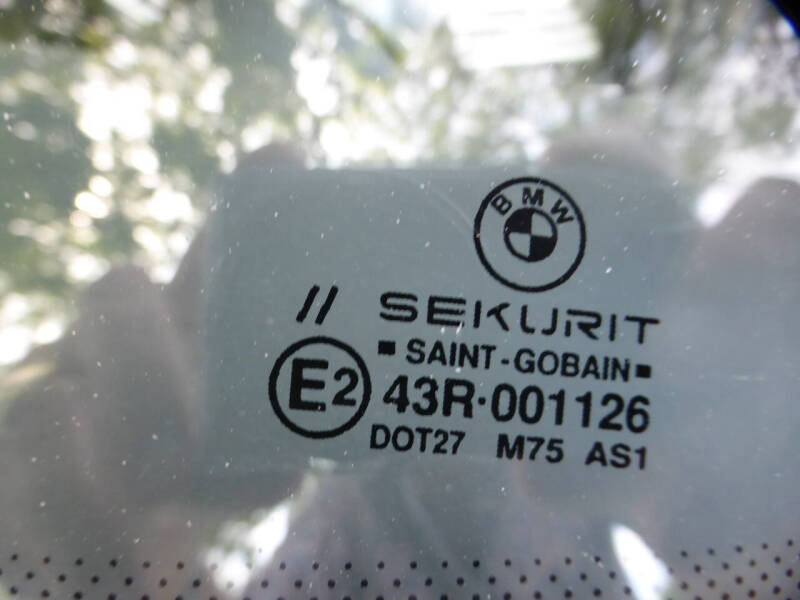 BMW
// SEKURIT
SAINT-GOBAIN
E2 43R·001126
DOT27 M75 AS1